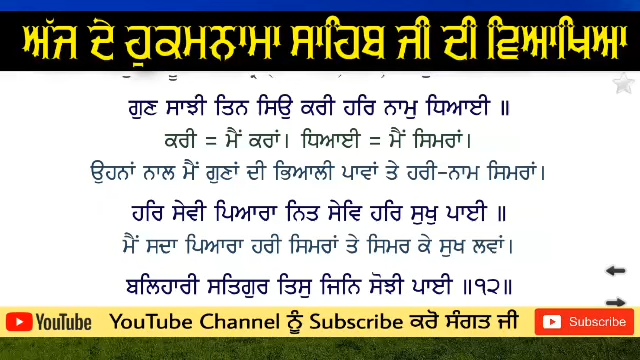 ਅੱਜ ਦੇ ਹੁਕਮਨਾਮਾ ਸਾਹਿਬ ਜੀ ਦੀ ਵਿਆਖਿਆ
ਗੁਣ ਸਾਝੀ ਤਿਨ ਸਿਉ ਕਰੀ ਹਰਿ ਨਾਮੁ ਧਿਆਈ ॥
ਕਰੀ = ਮੈਂ ਕਰਾਂ। ਧਿਆਈ = ਮੈਂ ਸਿਮਰਾਂ।
ਉਹਨਾਂ ਨਾਲ ਮੈਂ ਗੁਣਾਂ ਦੀ ਭਿਆਲੀ ਪਾਵਾਂ ਤੇ ਹਰੀ-ਨਾਮ ਸਿਮਰਾਂ।
ਹਰਿ ਸੇਵੀ ਪਿਆਰਾ ਨਿਤ ਸੇਵਿ ਹਰਿ ਸੁਖੁ ਪਾਈ ॥
ਮੈਂ ਸਦਾ ਪਿਆਰਾ ਹਰੀ ਸਿਮਰਾਂ ਤੇ ਸਿਮਰ ਕੇ ਸੁਖ ਲਵਾਂ।
ਬਲਿਹਾਰੀ ਸਤਿਗੁਰ ਤਿਸੁ ਜਿਨਿ ਸੋਝੀ ਪਾਈ ॥੧੨॥
YouTube YouTube Channel ਨੂੰ Subscribe ਕਰੋ ਸੰਗਤ ਜੀ Subscribe